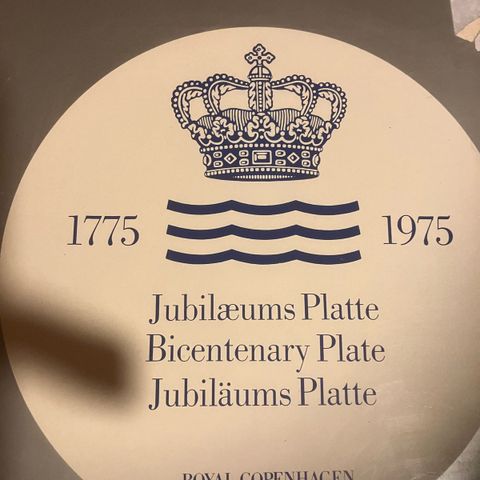 1775 1975
Jubilæums Platte
Bicentenary Plate
Jubiläums Platte
ROYAL COPENHAGEN